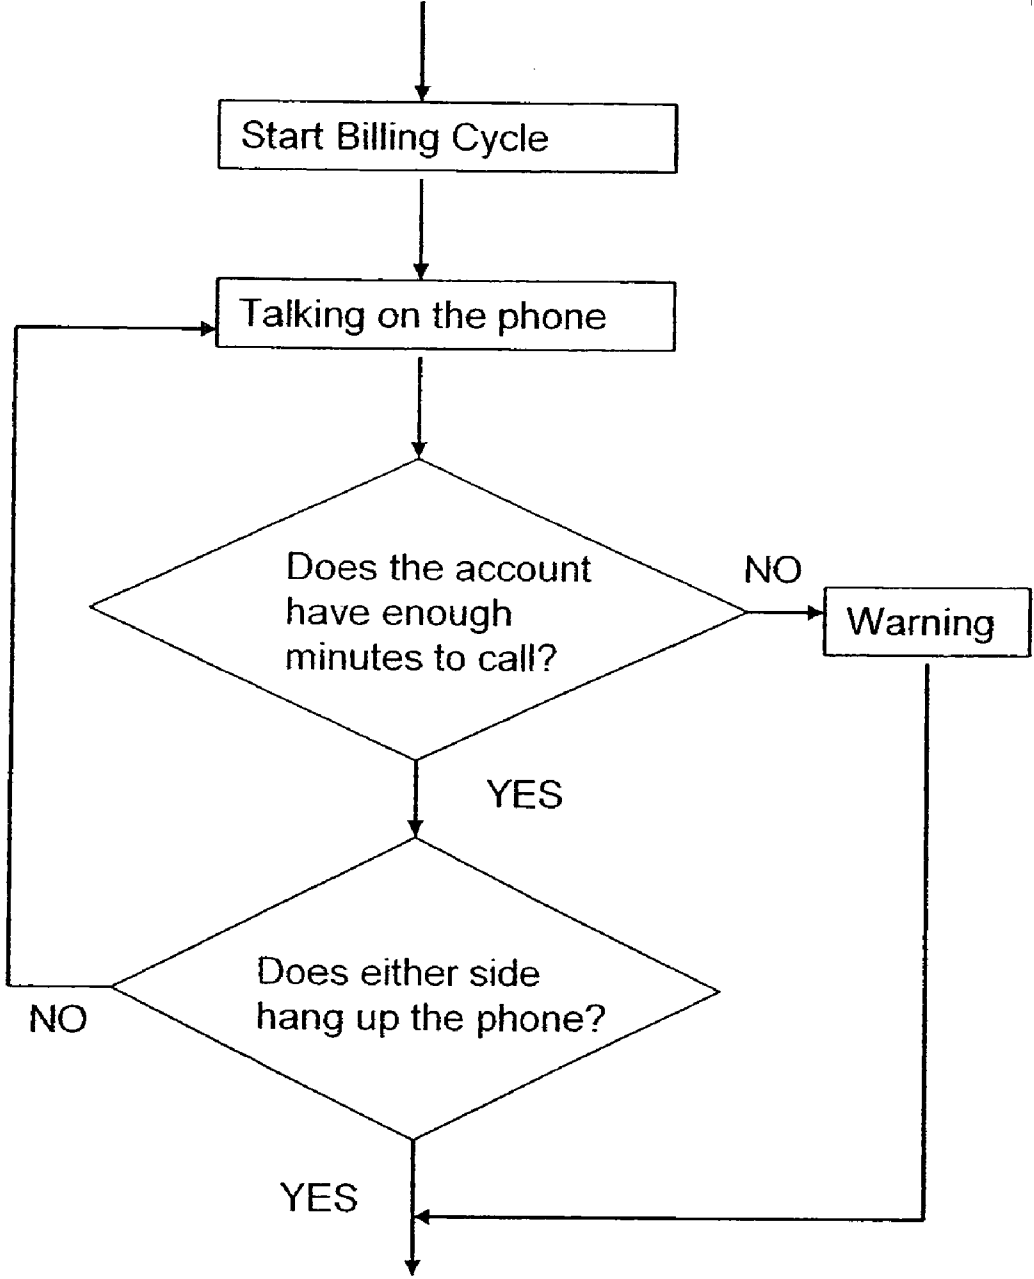 Start Billing Cycle
Talking on the phone
Does the account
have enough
minutes to call?
NO
Warning
YES
Does either side
hang up the phone?
NO
YES